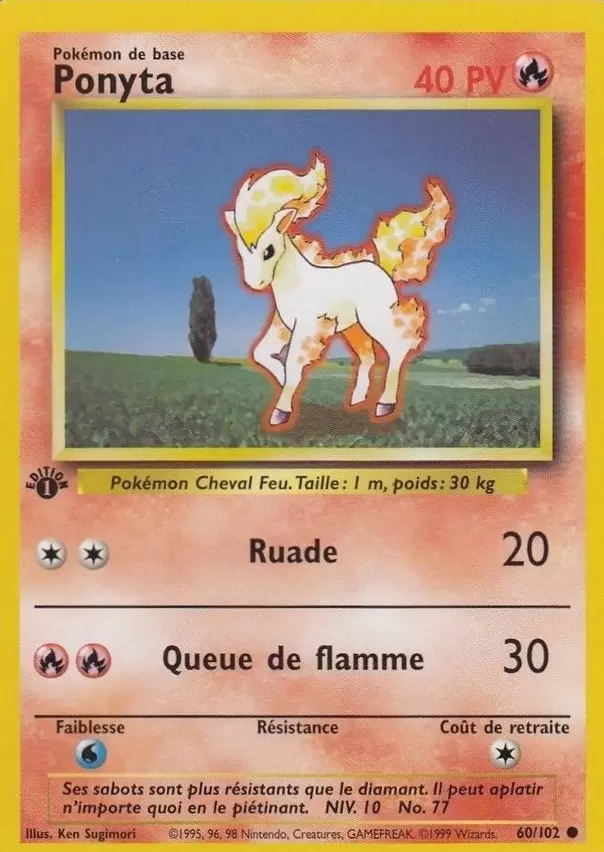 Pokémon de base
Ponyta
40 PV
EDITION
1
Pokémon Cheval Feu. Taille : 1 m, poids : 30 kg
Ruade 20
Queue de flamme 30
Faiblesse Résistance Coût de retraite
Ses sabots sont plus résistants que le diamant. Il peut aplatir
n'importe quoi en le piétinant. NIV. 10 No. 77
Illus. Ken Sugimori ©1995, 96, 98 Nintendo, Creatures, GAMEFREAK. ©1999 Wizards. 60/102